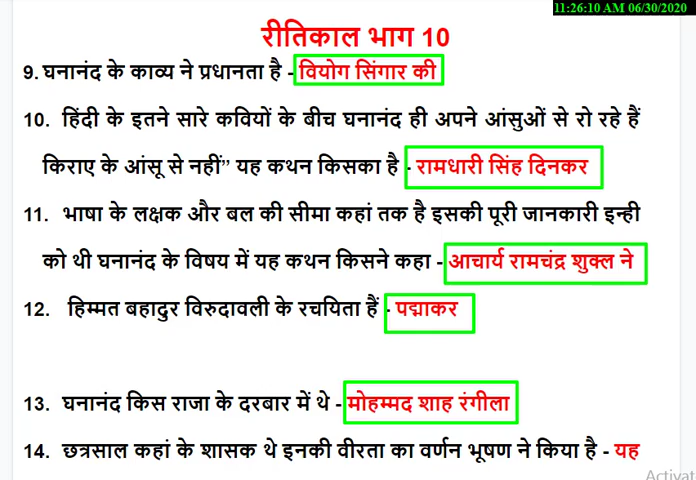 11:26:10 AM 06/30/2020
रीतिकाल भाग 10
9. घनानंद के काव्य ने प्रधानता है - वियोग सिंगार की
10. हिंदी के इतने सारे कवियों के बीच घनानंद ही अपने आंसुओं से रो रहे हैं
किराए के आंसू से नहीं” यह कथन किसका है - रामधारी सिंह दिनकर
11. भाषा के लक्षक और बल की सीमा कहां तक है इसकी पूरी जानकारी इन्ही
को थी घनानंद के विषय में यह कथन किसने कहा - आचार्य रामचंद्र शुक्ल ने
12. हिम्मत बहादुर विरुदावली के रचयिता हैं - पद्माकर
13. घनानंद किस राजा के दरबार में थे - मोहम्मद शाह रंगीला
14. छत्रसाल कहां के शासक थे इनकी वीरता का वर्णन भूषण ने किया है - यह
Activat